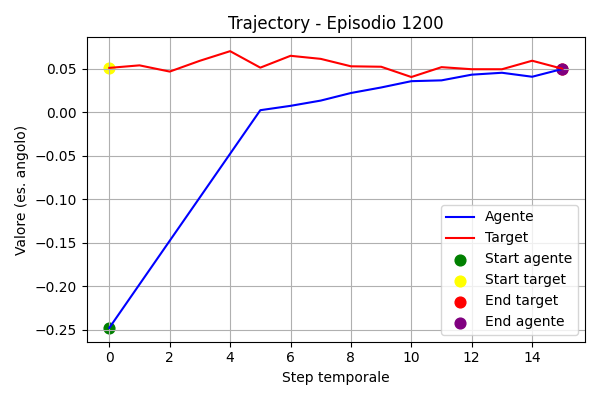 Trajectory - Episodio 1200
Valore (es. angolo)
0.05
0.00
−0.05
−0.10
−0.15
−0.20
−0.25
0 2 4 6 8 10 12 14
Step temporale
Agente
Target
Start agente
Start target
End target
End agente